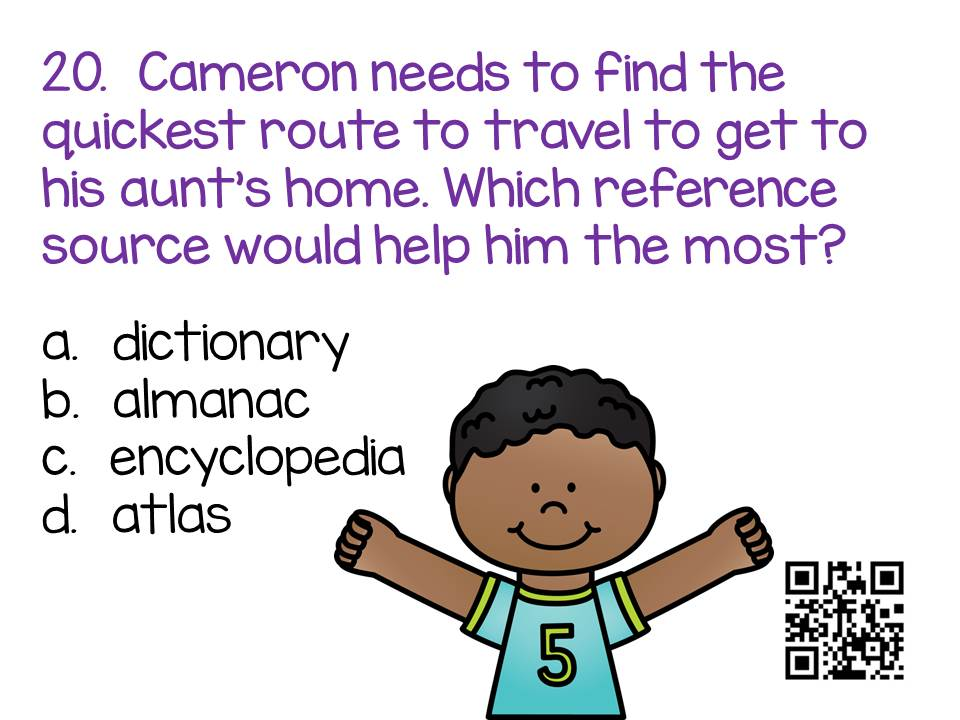 20. Cameron needs to find the
quickest route to travel to get to
his aunt's home. Which reference
source would help him the most?
a. dictionary
b. almanac
c. encyclopedia
d. atlas
5